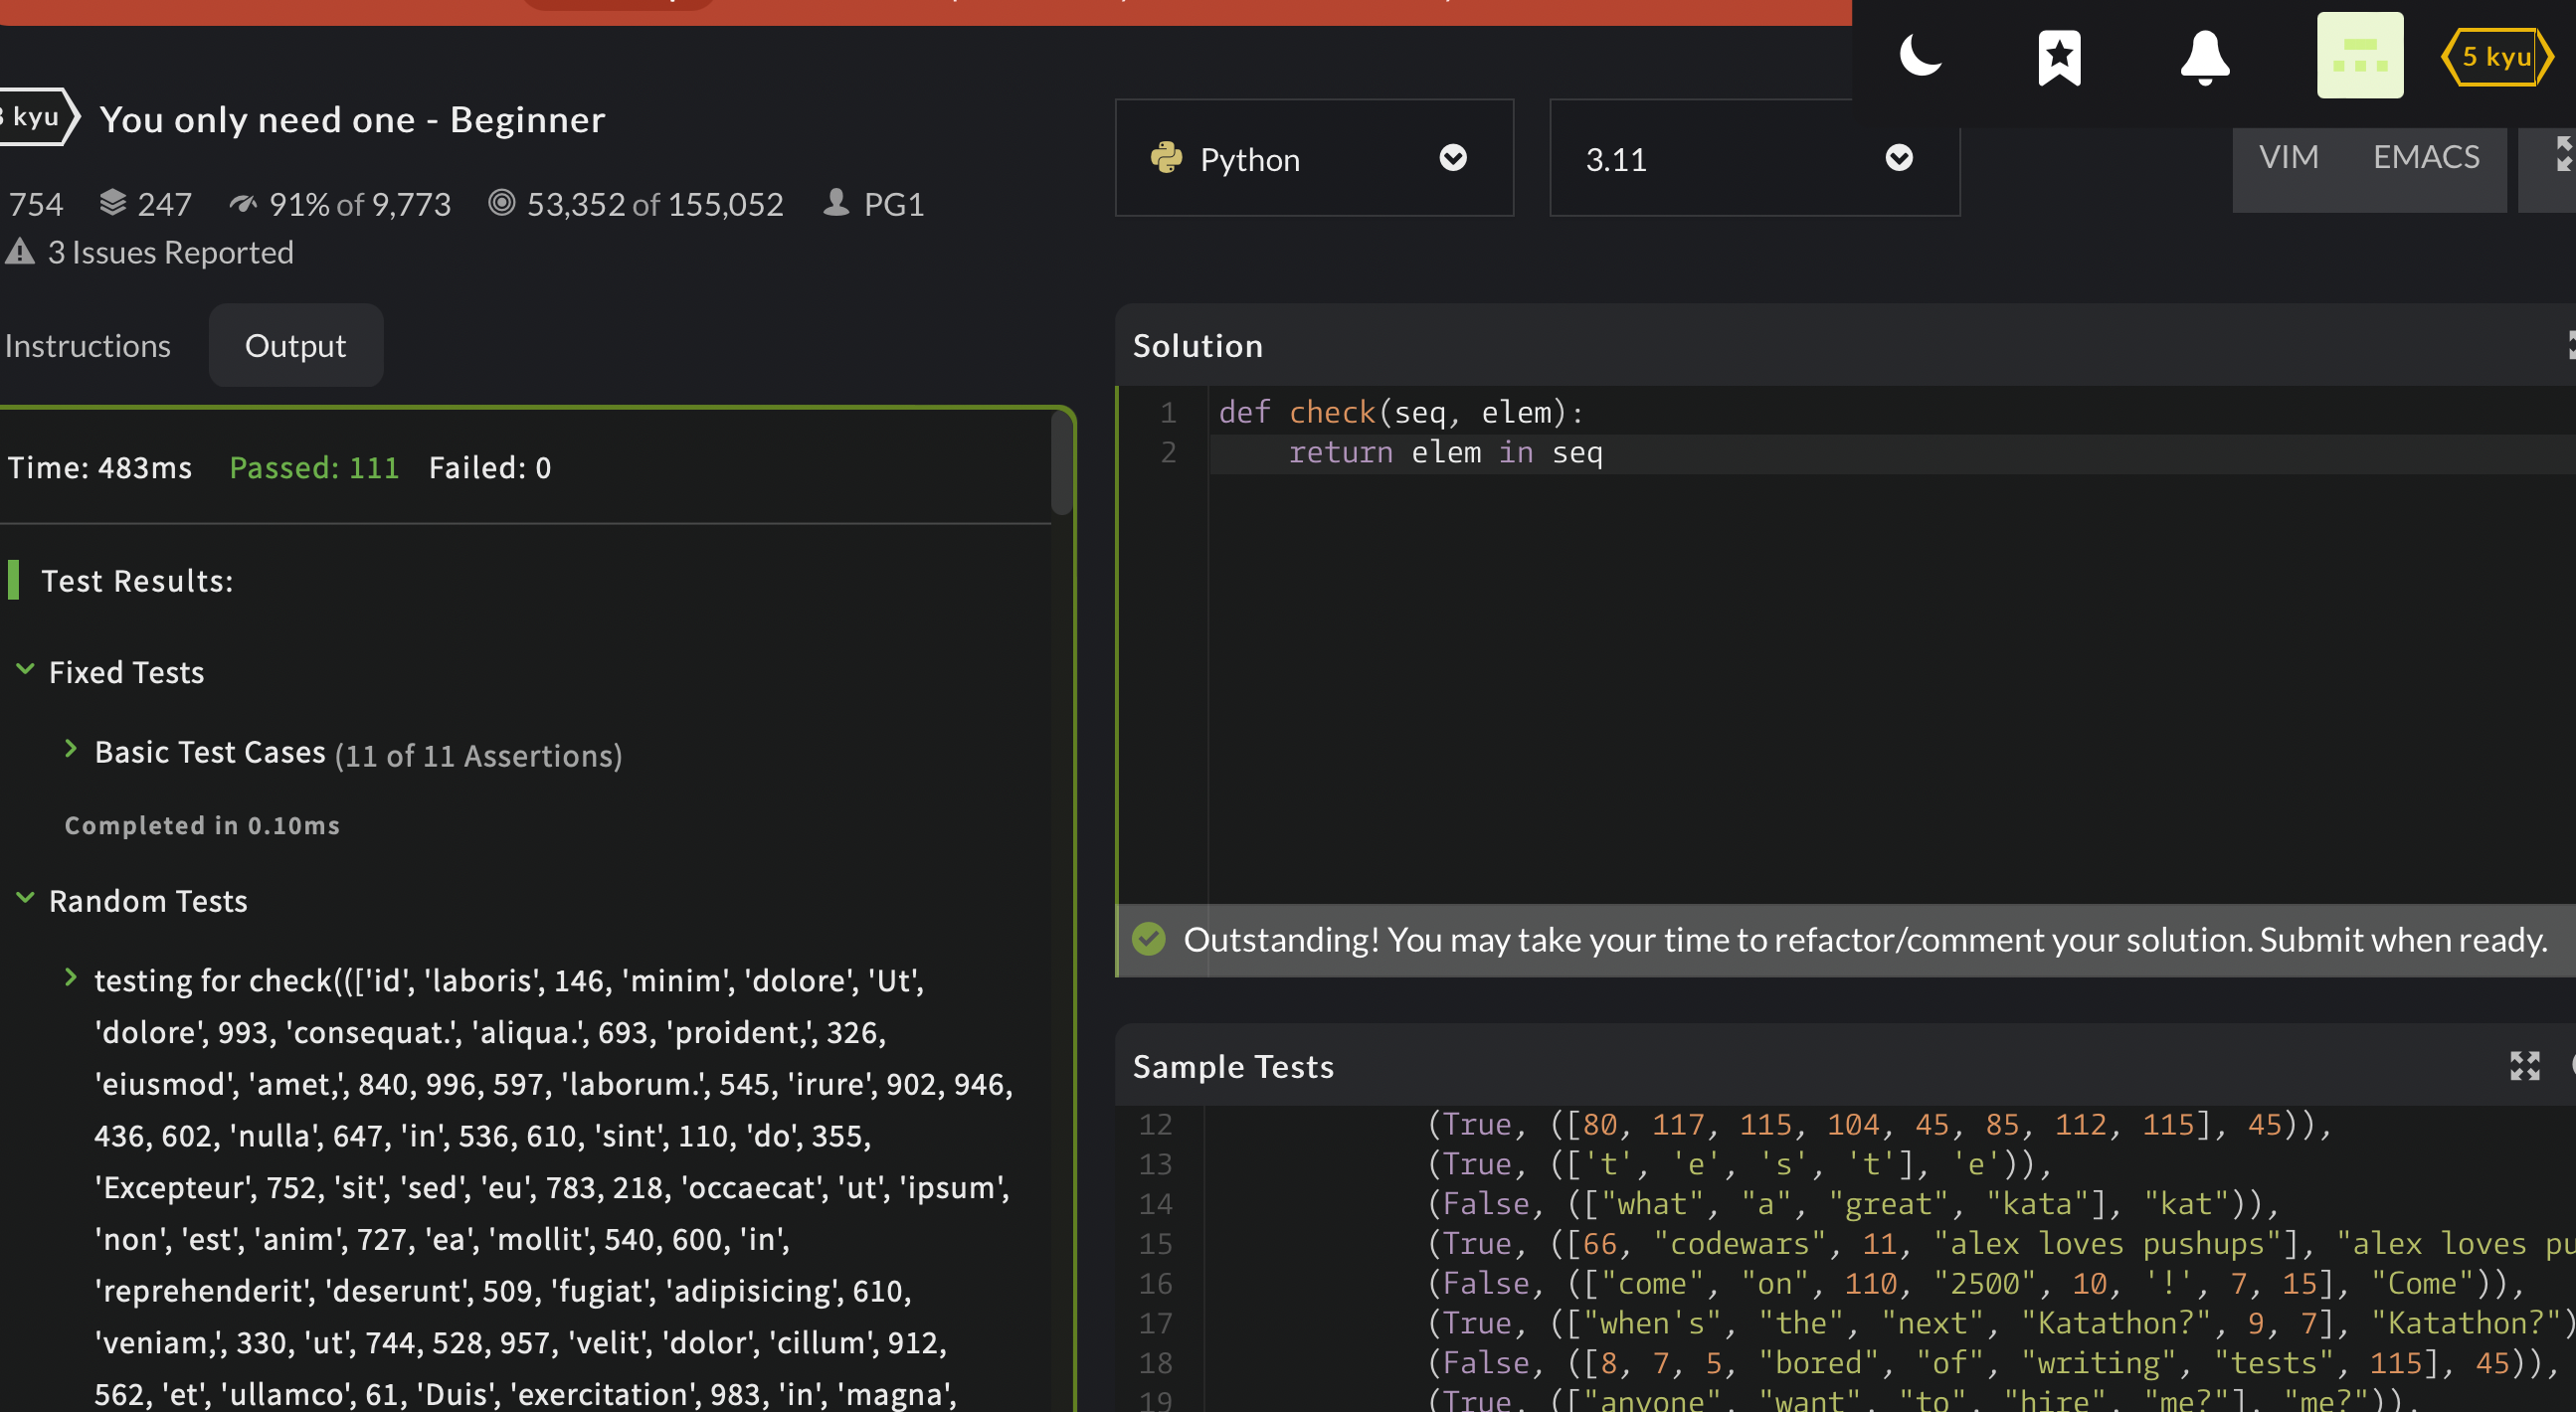 5 kyu
kyu
You only need one - Beginner
754 247 91% of 9,773 53,352 of 155,052 PG1
3 Issues Reported
Python
3.11
VIM EMACS
Instructions Output
Time: 483ms Passed: 111 Failed: 0
Test Results:
Fixed Tests
Basic Test Cases (11 of 11 Assertions)
Completed in 0.10ms
Random Tests
testing for check((['id', 'laboris', 146, 'minim', 'dolore', 'Ut',
'dolore', 993, 'consequat.', 'aliqua.', 693, 'proident,', 326,
'eiusmod', 'amet,', 840, 996, 597, 'laborum.', 545, 'irure', 902, 946,
436, 602, 'nulla', 647, 'in', 536, 610, 'sint', 110, 'do', 355,
'Excepteur', 752, 'sit', 'sed', 'eu', 783, 218, 'occaecat', 'ut', 'ipsum',
'non', 'est', 'anim', 727, 'ea', 'mollit', 540, 600, 'in',
'reprehenderit', 'deserunt', 509, 'fugiat', 'adipisicing', 610,
'veniam,', 330, 'ut', 744, 528, 957, 'velit', 'dolor', 'cillum', 912,
562, 'et', 'ullamco', 61, 'Duis', 'exercitation', 983, 'in', 'magna',
Solution
1 def check(seq, elem):
2 return elem in seq
Outstanding! You may take your time to refactor/comment your solution. Submit when ready.
Sample Tests
12 (True, ([80, 117, 115, 104, 45, 85, 112, 115], 45)),
13 (True, (['t', 'e', 's', 't'], 'e')),
14 (False, (["what", "a", "great", "kata"], "kat")),
15 (True, ([66, "codewars", 11, "alex loves pushups"], "alex loves pu
16 (False, (["come", "on", 110, "2500", 10, '!', 7, 15], "Come")),
17 (True, (["when's", "the", "next", "Katathon?", 9, 7], "Katathon?")
18 (False, ([8, 7, 5, "bored", "of", "writing", "tests", 115], 45)),
19 (True, (["anyone", "want", "to", "hire", "me?"], "me?")),